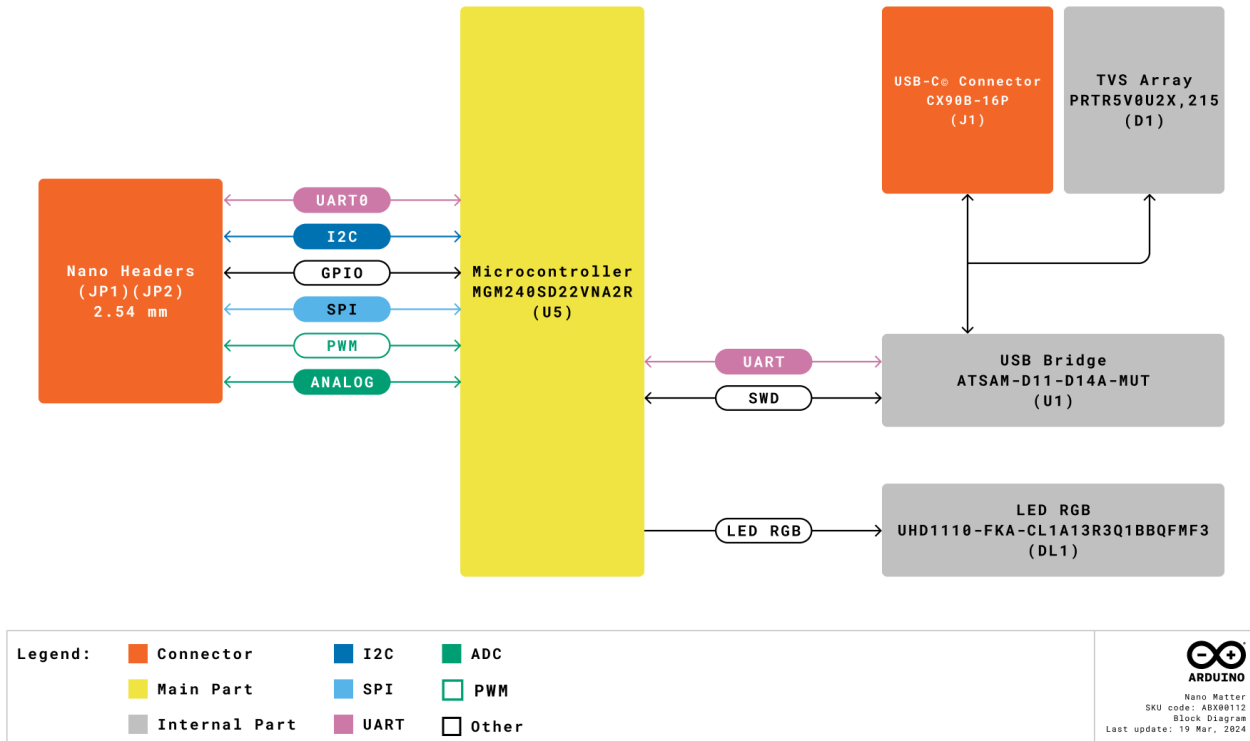 USB-C© Connector
CX90B-16P
(J1)
TVS Array
PRTR5V0U2X,215
(D1)
Nano Headers
(JP1)(JP2)
2.54 mm
UART0
I2C
GPIO
SPI
PWM
ANALOG
Microcontroller
MGM240SD22VNA2R
(U5)
UART
SWD
USB Bridge
ATSAM-D11-D14A-MUT
(U1)
LED RGB
LED RGB
UHD1110-FKA-CL1A13R3Q1BBQFMF3
(DL1)
Legend:
Connector
Main Part
Internal Part
I2C
SPI
UART
ADC
PWM
Other
ARDUINO
Nano Matter
SKU code: ABX00112
Block Diagram
Last update: 19 Mar, 2024